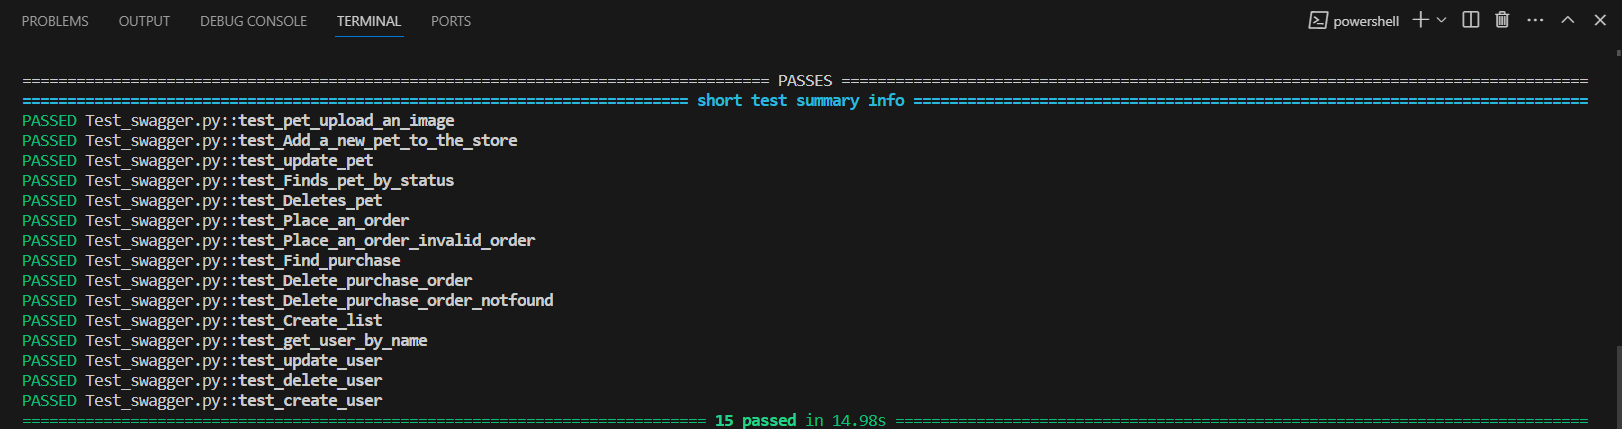 PROBLEMS OUTPUT DEBUG CONSOLE TERMINAL PORTS powershell
=================================================================================== PASSES ===================================================================================
========================================================================== short test summary info ===========================================================================
PASSED Test_swagger.py::test_pet_upload_an_image
PASSED Test_swagger.py::test_Add_a_new_pet_to_the_store
PASSED Test_swagger.py::test_update_pet
PASSED Test_swagger.py::test_Finds_pet_by_status
PASSED Test_swagger.py::test_Deletes_pet
PASSED Test_swagger.py::test_Place_an_order
PASSED Test_swagger.py::test_Place_an_order_invalid_order
PASSED Test_swagger.py::test_Find_purchase
PASSED Test_swagger.py::test_Delete_purchase_order
PASSED Test_swagger.py::test_Delete_purchase_order_notfound
PASSED Test_swagger.py::test_Create_list
PASSED Test_swagger.py::test_get_user_by_name
PASSED Test_swagger.py::test_update_user
PASSED Test_swagger.py::test_delete_user
PASSED Test_swagger.py::test_create_user
============================================================================ 15 passed in 14.98s =============================================================================